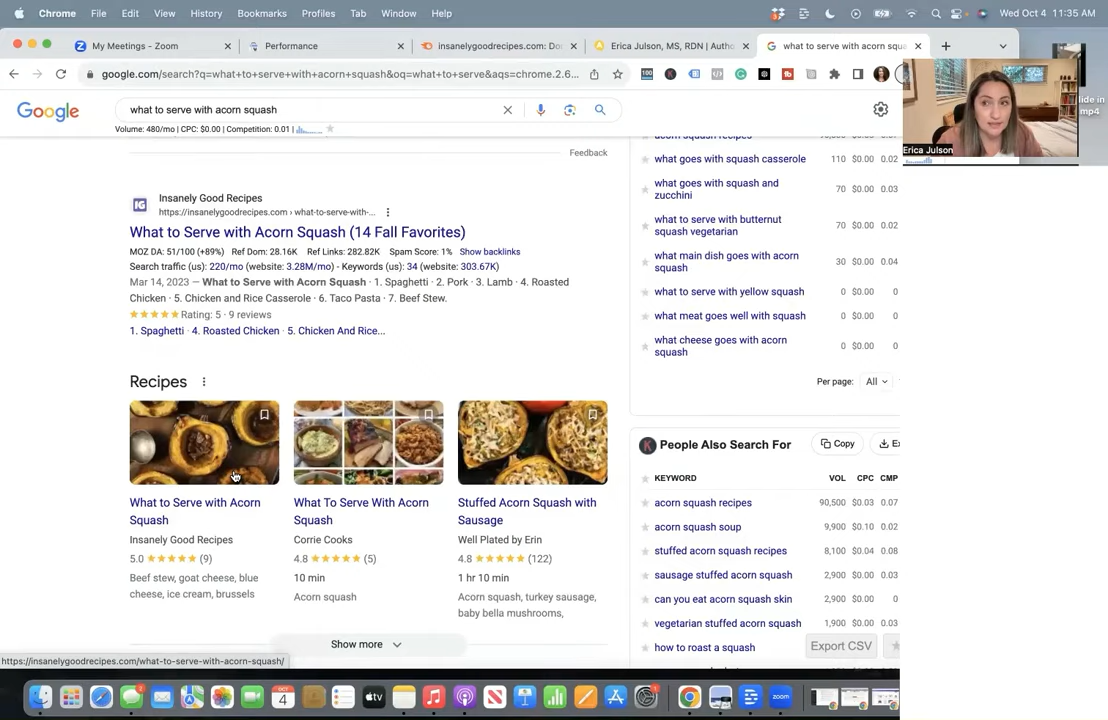 Chrome File Edit View History Bookmarks Profiles Tab Window Help
Wed Oct 4 11:35 AM
My Meetings - Zoom
Performance
insanelygoodrecipes.com: Do
Erica Julson, MS, RDN | Autho
what to serve with acorn squa
google.com/search?q=what+to+serve+with+acorn+squash&oq=what+to+serve&aqs=chrome.2.6...
lide in
mp4
Erica Julson
Google
what to serve with acorn squash
Volume: 480/mo | CPC: $0.00 | Competition: 0.01
Feedback
Insanely Good Recipes
https://insanelygoodrecipes.com › what-to-serve-with-...
What to Serve with Acorn Squash (14 Fall Favorites)
MOZ DA: 51/100 (+89%) Ref Dom: 28.16K Ref Links: 282.82K Spam Score: 1% Show backlinks
Search traffic (us): 220/mo (website: 3.28M/mo) - Keywords (us): 34 (website: 303.67K)
Mar 14, 2023 — What to Serve with Acorn Squash · 1. Spaghetti · 2. Pork · 3. Lamb · 4. Roasted
Chicken · 5. Chicken and Rice Casserole · 6. Taco Pasta · 7. Beef Stew.
Rating: 5 · 9 reviews
1. Spaghetti · 4. Roasted Chicken · 5. Chicken And Rice...
Recipes
What to Serve with Acorn
Squash
Insanely Good Recipes
5.0 (9)
Beef stew, goat cheese, blue
cheese, ice cream, brussels
What To Serve With Acorn
Squash
Corrie Cooks
4.8 (5)
10 min
Acorn squash
Stuffed Acorn Squash with
Sausage
Well Plated by Erin
4.8 (122)
1 hr 10 min
Acorn squash, turkey sausage,
baby bella mushrooms,
Show more
https://insanelygoodrecipes.com/what-to-serve-with-acorn-squash/
acorn squash recipes
what goes with squash casserole 110 $0.00 0.02
what goes with squash and
zucchini 70 $0.00 0.03
what to serve with butternut
squash vegetarian 70 $0.00 0.02
what main dish goes with acorn
squash 30 $0.00 0.04
what to serve with yellow squash 0 $0.00 0
what meat goes well with squash 0 $0.00 0
what cheese goes with acorn
squash 0 $0.00 0
Per page: All
K People Also Search For Copy Ex
KEYWORD VOL CPC CMP
acorn squash recipes 90,500 $0.03 0.07
acorn squash soup 9,900 $0.10 0.02
stuffed acorn squash recipes 8,100 $0.04 0.08
sausage stuffed acorn squash 2,900 $0.00 0.03
can you eat acorn squash skin 2,900 $0.00 0
vegetarian stuffed acorn squash 1,900 $0.00 0.03
how to roast a squash
Export CSV
OCT
4
tv
zoom